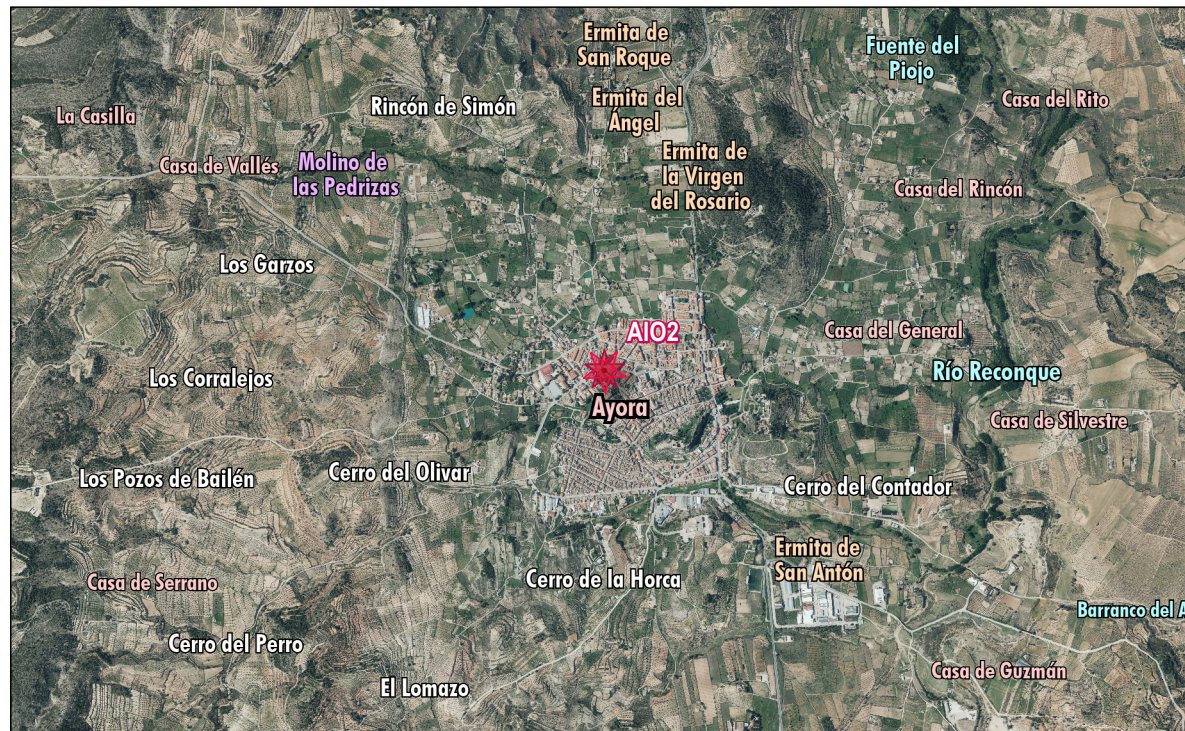 Ermita de
San Roque
Fuente del
Piojo
La Casilla
Rincón de Simón
Ermita del
Ángel
Casa del Rito
Casa de Vallés
Molino de
las Pedrizas
Ermita de
la Virgen
del Rosario
Casa del Rincón
Los Garzos
AIO2
Casa del General
Los Corralejos
Río Reconque
Ayora
Casa de Silvestre
Los Pozos de Bailén
Cerro del Olivar
Cerro del Contador
Ermita de
San Antón
Casa de Serrano
Cerro de la Horca
Barranco del A
Cerro del Perro
El Lomazo
Casa de Guzmán